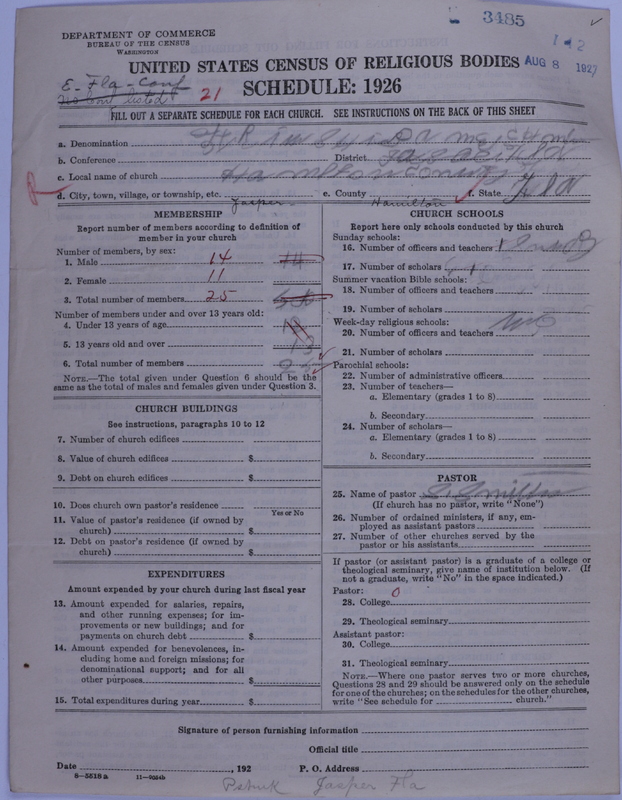 3485
DEPARTMENT OF COMMERCE
BUREAU OF THE CENSUS
WASHINGTON
UNITED STATES CENSUS OF RELIGIOUS BODIES
AUG 8 1927
SCHEDULE: 1926
E. Fla-Conf
21
FILL OUT A SEPARATE SCHEDULE FOR EACH CHURCH. SEE INSTRUCTIONS ON THE BACK OF THIS SHEET
a. Denomination
b. Conference District
c. Local name of church Hamilton County
d. City, town, village, or township, etc. Jasper e. County Hamilton f. State Fla
MEMBERSHIP
Report number of members according to definition of member in your church
Number of members, by sex:
1. Male 14 14
2. Female 11
3. Total number of members 25
Number of members under and over 13 years old:
4. Under 13 years of age
5. 13 years old and over 13
6. Total number of members 25
NOTE.—The total given under Question 6 should be the same as the total of males and females given under Question 3.
CHURCH BUILDINGS
See instructions, paragraphs 10 to 12
7. Number of church edifices
8. Value of church edifices $
9. Debt on church edifices $
10. Does church own pastor's residence
Yes or No
11. Value of pastor's residence (if owned by church) $
12. Debt on pastor's residence (if owned by church) $
EXPENDITURES
Amount expended by your church during last fiscal year
13. Amount expended for salaries, repairs, and other running expenses; for improvements or new buildings; and for payments on church debt $
14. Amount expended for benevolences, including home and foreign missions; for denominational support; and for all other purposes $
15. Total expenditures during year $
CHURCH SCHOOLS
Report here only schools conducted by this church
Sunday schools:
16. Number of officers and teachers
17. Number of scholars
Summer vacation Bible schools:
18. Number of officers and teachers
19. Number of scholars
Week-day religious schools:
20. Number of officers and teachers
21. Number of scholars
Parochial schools:
22. Number of administrative officers
23. Number of teachers—
a. Elementary (grades 1 to 8)
b. Secondary
24. Number of scholars—
a. Elementary (grades 1 to 8)
b. Secondary
PASTOR
25. Name of pastor
(If church has no pastor, write "None")
26. Number of ordained ministers, if any, employed as assistant pastors
27. Number of other churches served by the pastor or his assistants
If pastor (or assistant pastor) is a graduate of a college or theological seminary, give name of institution below. (If not a graduate, write "No" in the space indicated.)
Pastor: 0
28. College
29. Theological seminary
Assistant pastor:
30. College
31. Theological seminary
NOTE.—Where one pastor serves two or more churches, Questions 28 and 29 should be answered only on the schedule for one of the churches; on the schedules for the other churches, write "See schedule for church."
Signature of person furnishing information
Official title
Date , 192 P. O. Address
8-5518 a 11-9054b
Jasper Fla